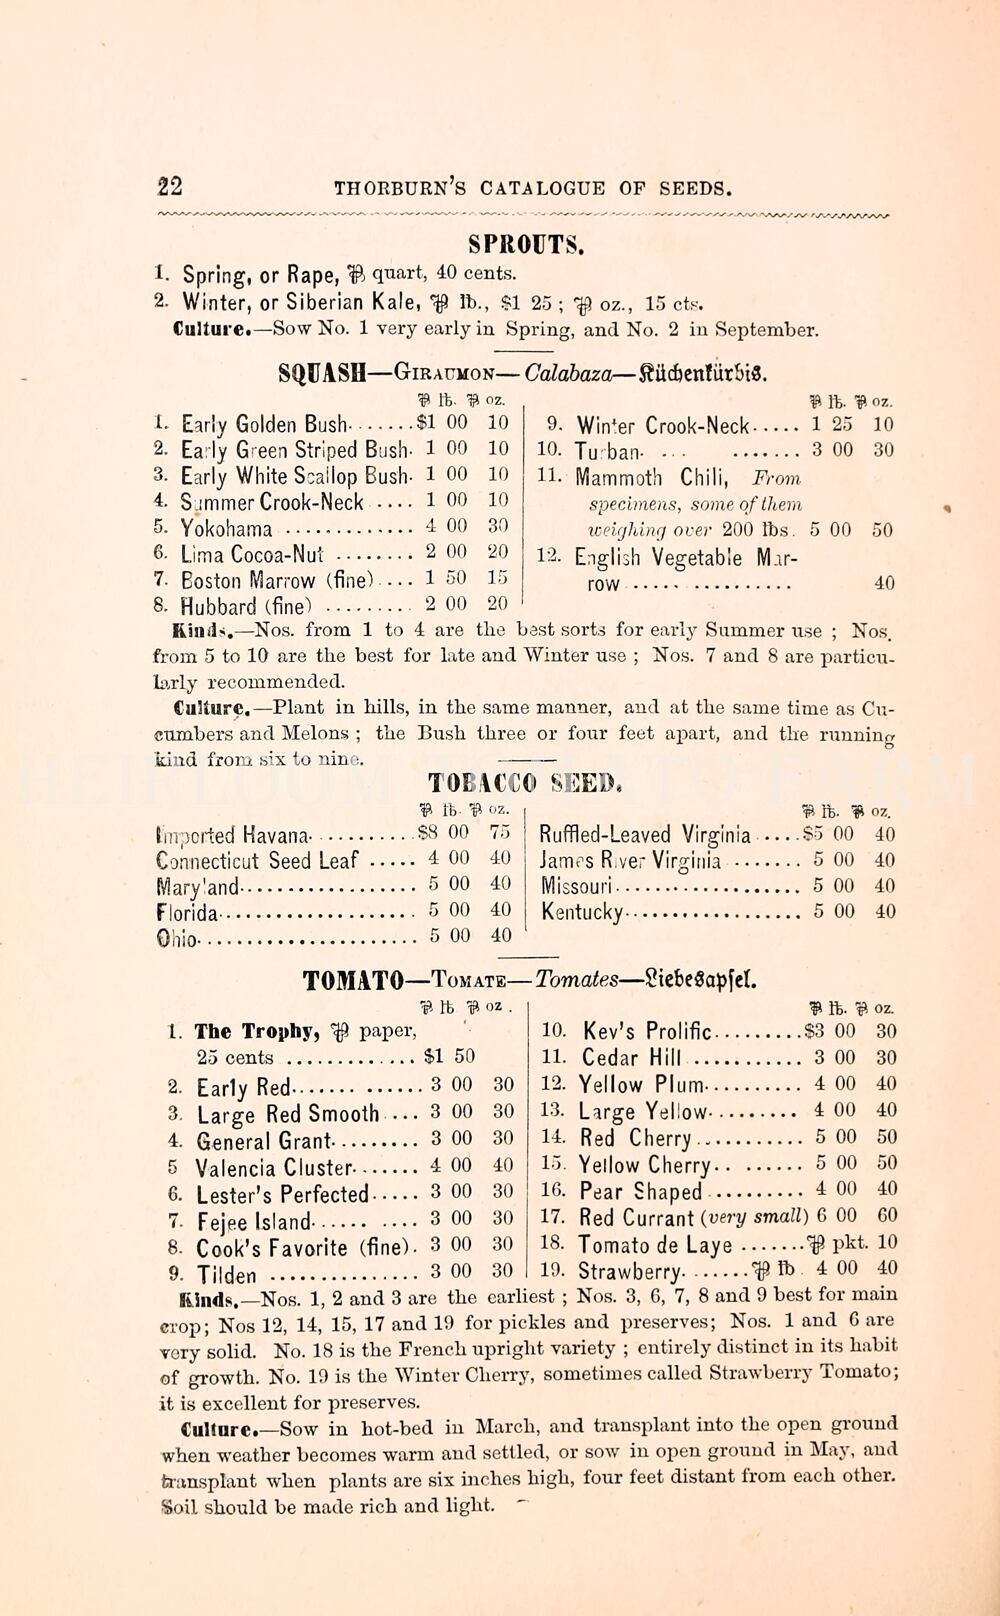 22 THORBURN'S CATALOGUE OF SEEDS.
SPROUTS.
1. Spring, or Rape, ⅌ quart, 40 cents.
2. Winter, or Siberian Kale, ⅌ ℔., $1 25 ; ⅌ oz., 15 cts.
Culture.—Sow No. 1 very early in Spring, and No. 2 in September.
SQUASH—GIRAUMON—Calabaza—Küchenkürbis.
⅌ ℔. ⅌ oz.
1. Early Golden Bush.......$1 00 10
2. Early Green Striped Bush. 1 00 10
3. Early White Scallop Bush. 1 00 10
4. Summer Crook-Neck .... 1 00 10
5. Yokohama ............. 4 00 30
6. Lima Cocoa-Nut ........ 2 00 20
7. Boston Marrow (fine).... 1 50 15
8. Hubbard (fine) ......... 2 00 20
⅌ ℔. ⅌ oz.
9. Winter Crook-Neck..... 1 25 10
10. Turban. ... ....... 3 00 30
11. Mammoth Chili, From
specimens, some of them
weighing over 200 ℔s. 5 00 50
12. English Vegetable Mar-
row ..... .......... 40
Kinds.—Nos. from 1 to 4 are the best sorts for early Summer use ; Nos.
from 5 to 10 are the best for late and Winter use ; Nos. 7 and 8 are particu-
larly recommended.
Culture.—Plant in hills, in the same manner, and at the same time as Cu-
cumbers and Melons ; the Bush three or four feet apart, and the running
kind from six to nine.
HEIRLOOM TOMATO FARM
TOBACCO SEED.
⅌ ℔. ⅌ oz.
Imported Havana...........$8 00 75
Connecticut Seed Leaf ..... 4 00 40
Maryland.................. 5 00 40
Florida.................... 5 00 40
Ohio...................... 5 00 40
⅌ ℔. ⅌ oz.
Ruffled-Leaved Virginia ....$5 00 40
James River Virginia ....... 5 00 40
Missouri................... 5 00 40
Kentucky.................. 5 00 40
TOMATO—TOMATE—Tomates—Liebesapfel.
⅌ ℔ ⅌ oz.
1. The Trophy, ⅌ paper,
25 cents ............. $1 50
2. Early Red....... ...... 3 00 30
3. Large Red Smooth ... 3 00 30
4. General Grant......... 3 00 30
5 Valencia Cluster....... 4 00 40
6. Lester's Perfected..... 3 00 30
7. Fejee Island...... .... 3 00 30
8. Cook's Favorite (fine). 3 00 30
9. Tilden ............... 3 00 30
⅌ ℔. ⅌ oz.
10. Key's Prolific.........$3 00 30
11. Cedar Hill ........... 3 00 30
12. Yellow Plum.......... 4 00 40
13. Large Yellow......... 4 00 40
14. Red Cherry........... 5 00 50
15. Yellow Cherry.. ....... 5 00 50
16. Pear Shaped.......... 4 00 40
17. Red Currant (very small) 6 00 60
18. Tomato de Laye .......⅌ pkt. 10
19. Strawberry. ......⅌ ℔. 4 00 40
Kinds.—Nos. 1, 2 and 3 are the earliest ; Nos. 3, 6, 7, 8 and 9 best for main
crop; Nos 12, 14, 15, 17 and 19 for pickles and preserves; Nos. 1 and 6 are
very solid. No. 18 is the French upright variety ; entirely distinct in its habit
of growth. No. 19 is the Winter Cherry, sometimes called Strawberry Tomato;
it is excellent for preserves.
Culture.—Sow in hot-bed in March, and transplant into the open ground
when weather becomes warm and settled, or sow in open ground in May, and
transplant when plants are six inches high, four feet distant from each other.
Soil should be made rich and light.